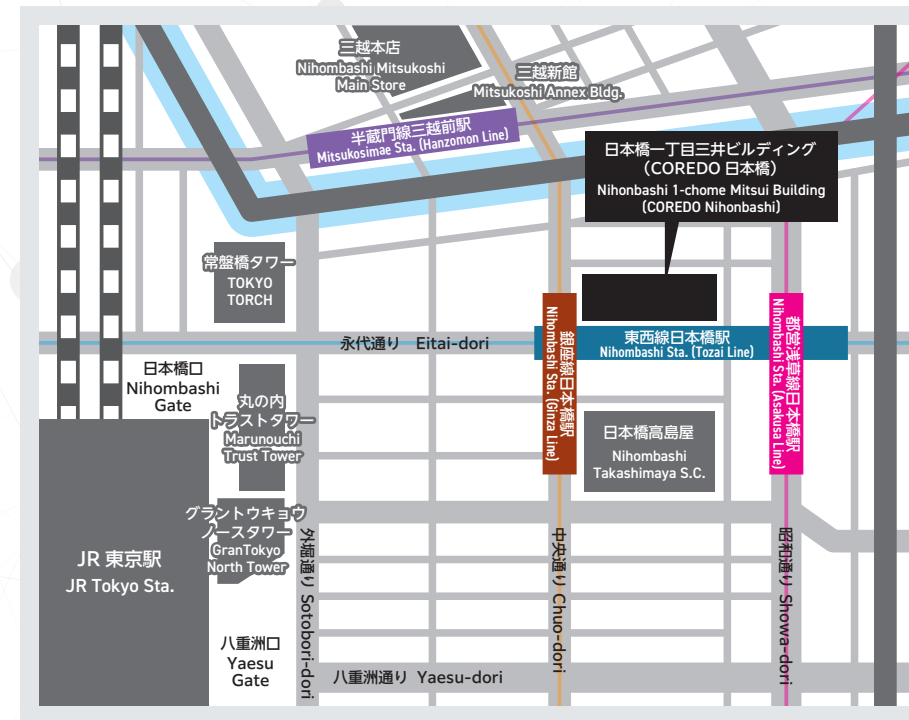 三越本店
Nihombashi Mitsukoshi
Main Store
三越新館
Mitsukoshi Annex Bldg.
半蔵門線三越前駅
Mitsukosimae Sta. (Hanzomon Line)
日本橋一丁目三井ビルディング
（COREDO 日本橋）
Nihonbashi 1-chome Mitsui Building
(COREDO Nihonbashi)
常盤橋タワー
TOKYO
TORCH
永代通り Eitai-dori
銀座線日本橋駅
Nihombashi Sta. (Ginza Line)
東西線日本橋駅
Nihombashi Sta. (Tozai Line)
都営浅草線日本橋駅
Nihombashi Sta. (Asakusa Line)
日本橋口
Nihombashi
Gate
丸の内
トラストタワー
Marunouchi
Trust Tower
日本橋高島屋
Nihombashi
Takashimaya S.C.
グラントウキョウ
ノースタワー
GranTokyo
North Tower
JR 東京駅
JR Tokyo Sta.
外堀通り Sotobori-dori
中央通り Chuo-dori
昭和通り Showa-dori
八重洲口
Yaesu
Gate
八重洲通り Yaesu-dori